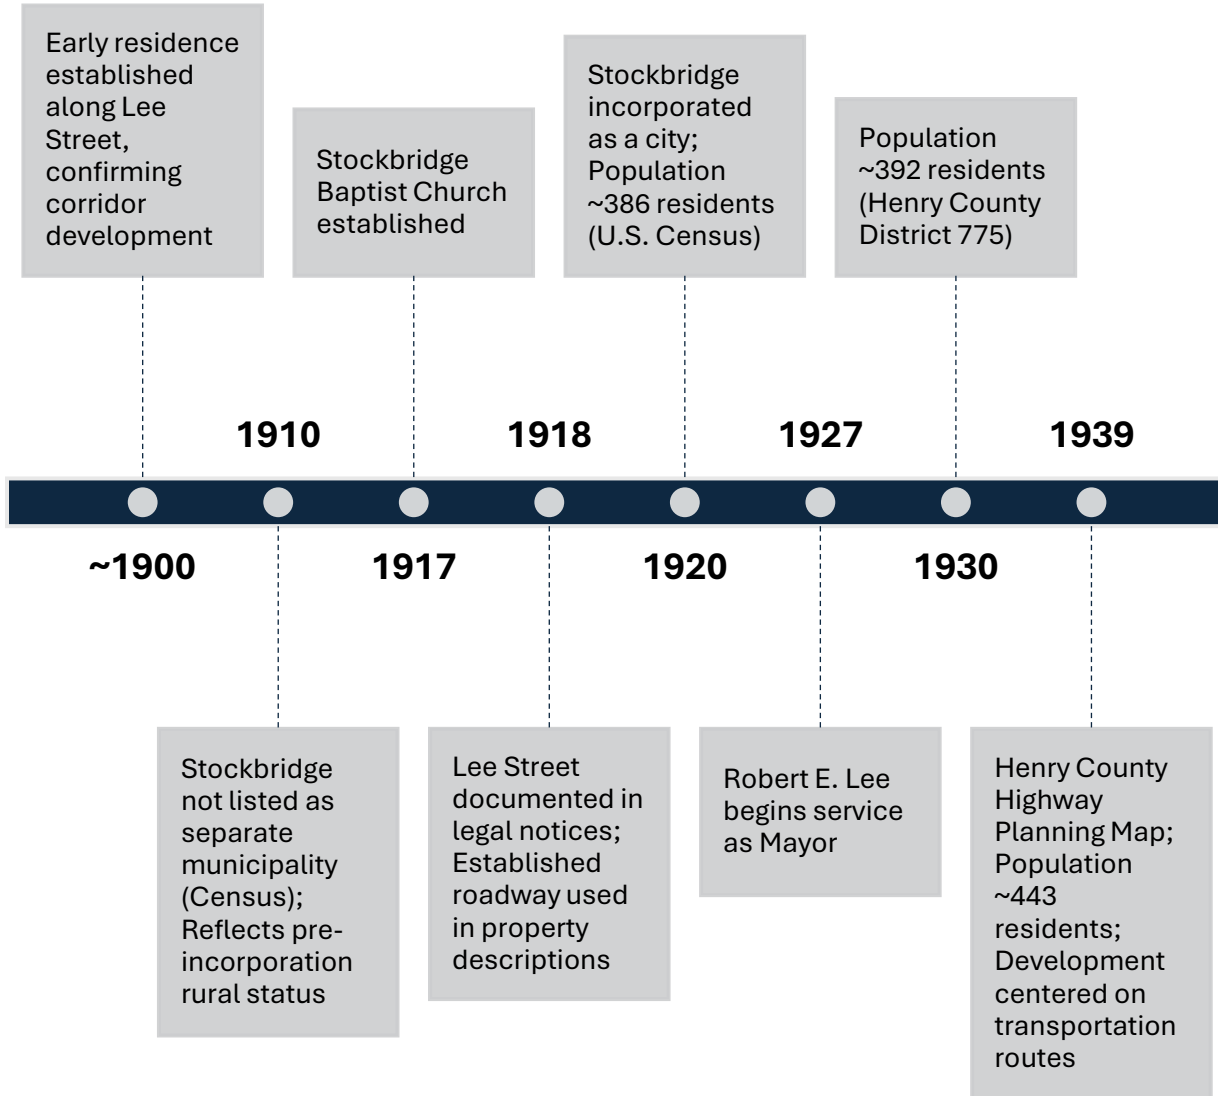 Early residence
established
along Lee
Street,
confirming
corridor
development
Stockbridge
Baptist Church
established
Stockbridge
incorporated
as a city;
Population
~386 residents
(U.S. Census)
Population
~392 residents
(Henry County
District 775)
1910
1918
1927
1939
~1900
1917
1920
1930
Stockbridge
not listed as
separate
municipality
(Census);
Reflects pre-
incorporation
rural status
Lee Street
documented in
legal notices;
Established
roadway used
in property
descriptions
Robert E. Lee
begins service
as Mayor
Henry County
Highway
Planning Map;
Population
~443
residents;
Development
centered on
transportation
routes